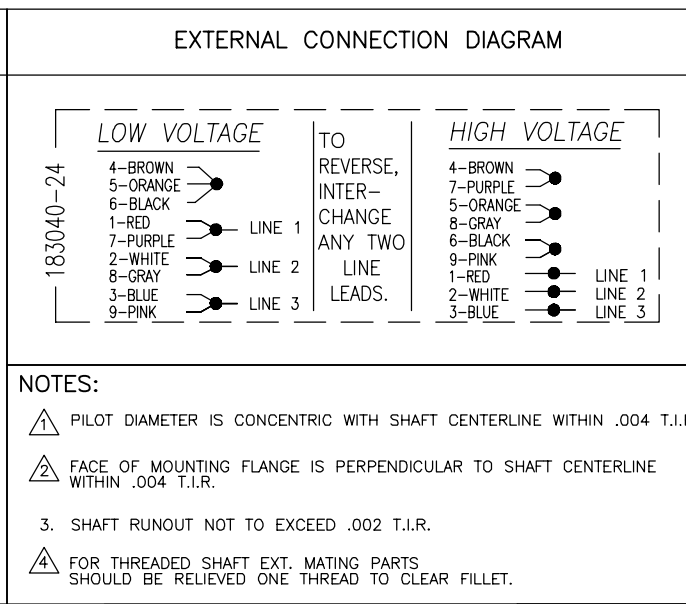 EXTERNAL CONNECTION DIAGRAM
183040-24
LOW VOLTAGE
4-BROWN
5-ORANGE
6-BLACK
1-RED
7-PURPLE
LINE 1
2-WHITE
8-GRAY
LINE 2
3-BLUE
9-PINK
LINE 3
TO
REVERSE,
INTER-
CHANGE
ANY TWO
LINE
LEADS.
HIGH VOLTAGE
4-BROWN
7-PURPLE
5-ORANGE
8-GRAY
6-BLACK
9-PINK
1-RED LINE 1
2-WHITE LINE 2
3-BLUE LINE 3
NOTES:
1 PILOT DIAMETER IS CONCENTRIC WITH SHAFT CENTERLINE WITHIN .004 T.I.
2 FACE OF MOUNTING FLANGE IS PERPENDICULAR TO SHAFT CENTERLINE
WITHIN .004 T.I.R.
3. SHAFT RUNOUT NOT TO EXCEED .002 T.I.R.
4 FOR THREADED SHAFT EXT. MATING PARTS
SHOULD BE RELIEVED ONE THREAD TO CLEAR FILLET.